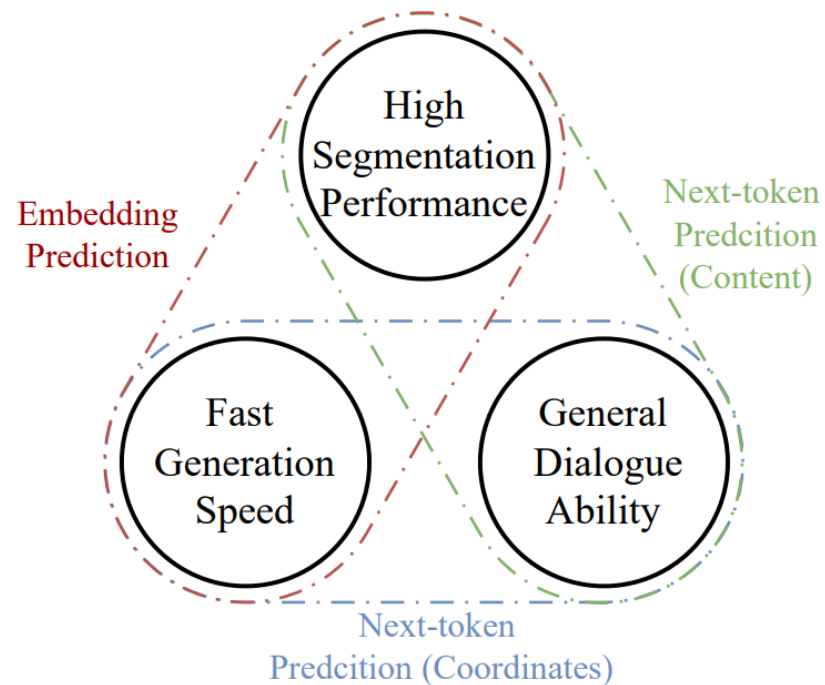 High
Segmentation
Performance
Embedding
Prediction
Next-token
Predcition
(Content)
Fast
Generation
Speed
General
Dialogue
Ability
Next-token
Predcition (Coordinates)